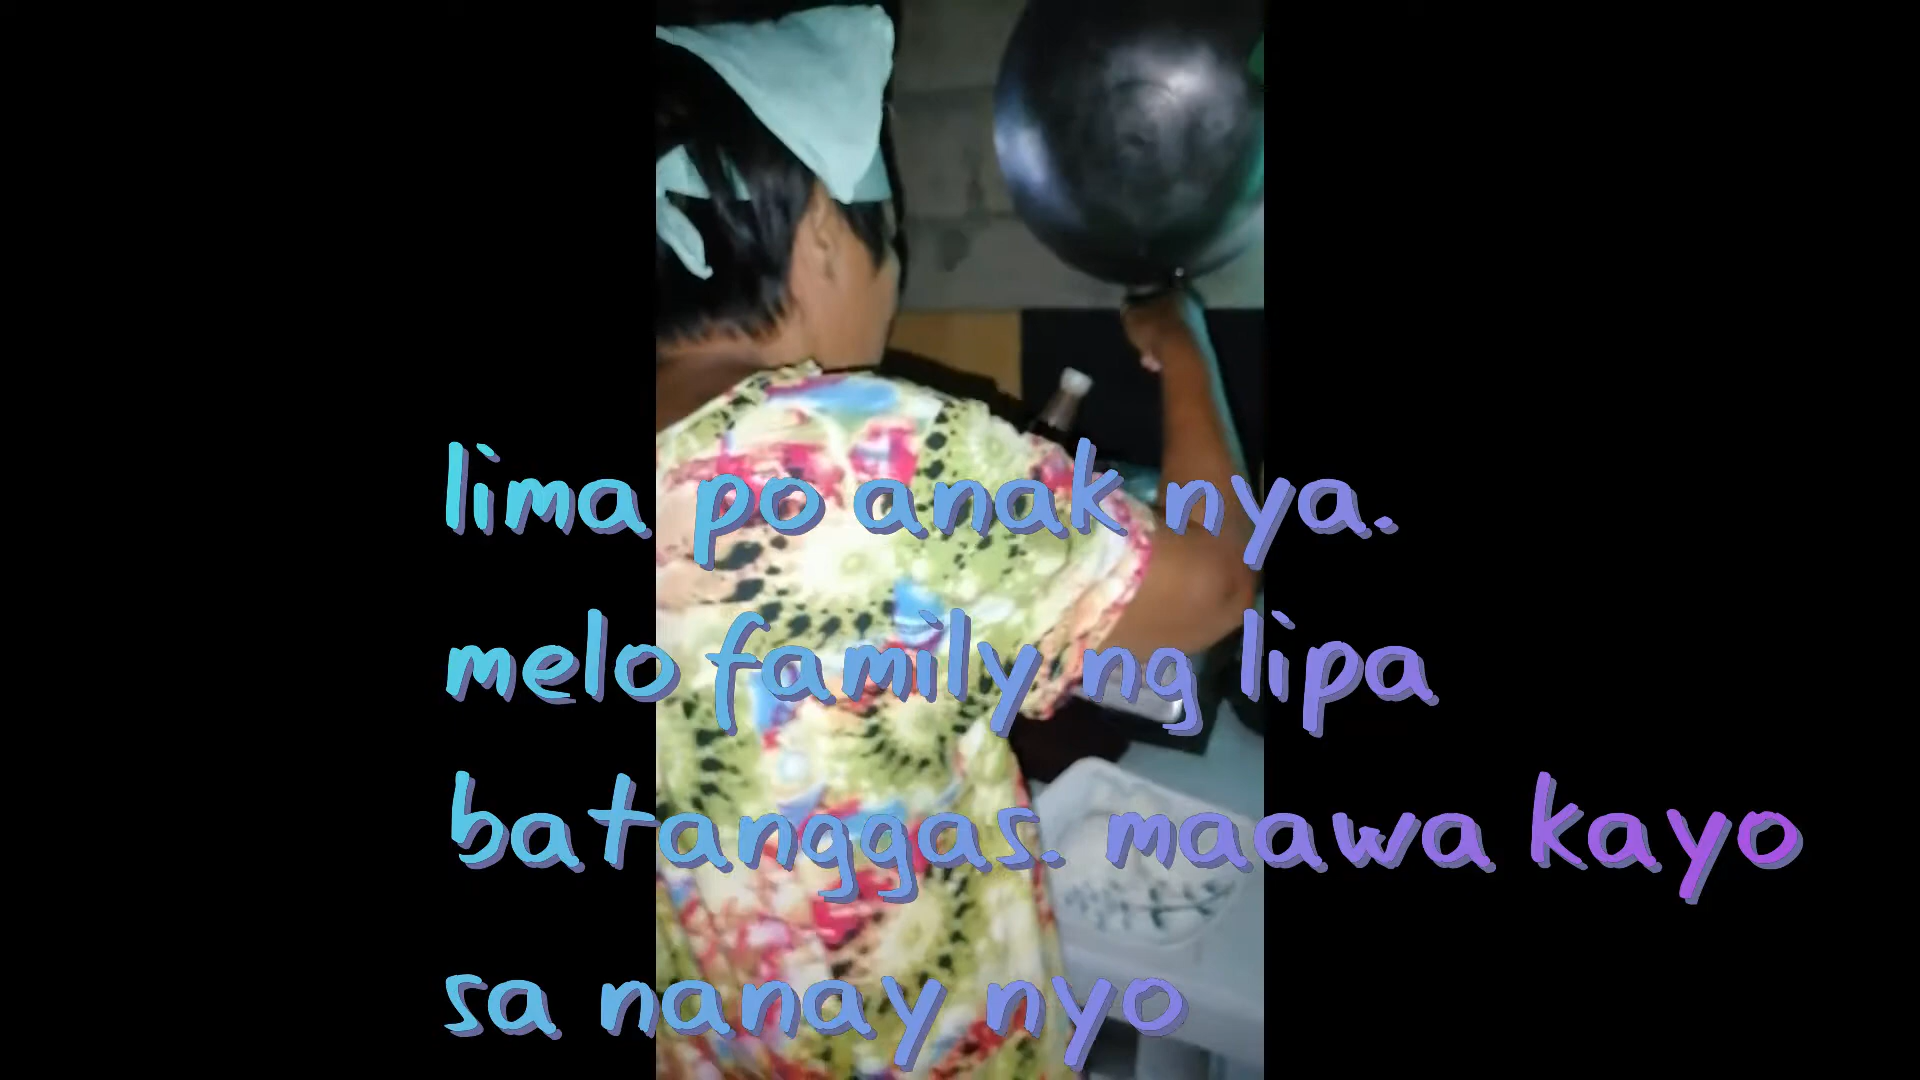 lima po anak nya.
melo family ng lipa
batanggas. maawa kayo
sa nanay nyo